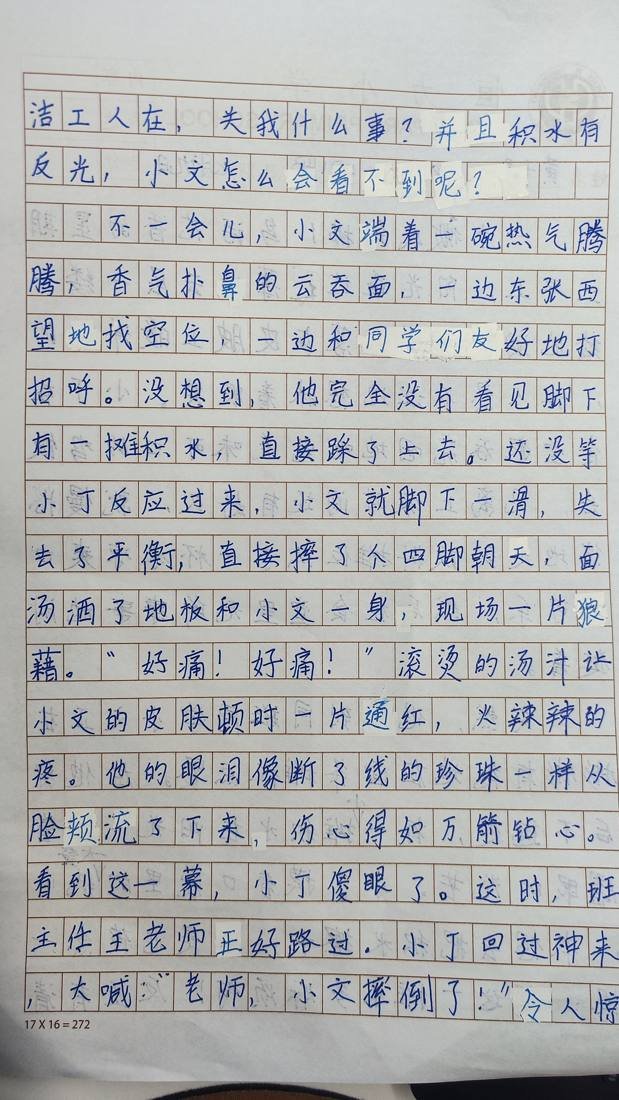 洁工人在，失我什么事？并且积水有
反光，小文怎么会看不到呢？
不一会儿，小文端着一碗热气腾
腾，香气扑鼻的云吞面，一边东张西
望地找空位，一边和同学们友好地打
招呼。没想到，他完全没有看见脚下
有一摊积水，直接踩了上去。还没等
小丁反应过来，小文就脚下一滑，失
去了平衡，直接摔了个四脚朝天，面
汤洒了地板和小文一身，现场一片狼
藉。“好痛！好痛！”滚烫的汤汁让
小文的皮肤顿时一片通红，火辣辣的
疼。他的眼泪像断了线的珍珠一样从
脸颊流了下来，伤心得如万箭钻心。
看到这一幕，小丁傻眼了。这时，班
主任王老师正好路过。小丁回过神来
，大喊：“老师，小文摔倒了！”令人惊
17 X 16 = 272